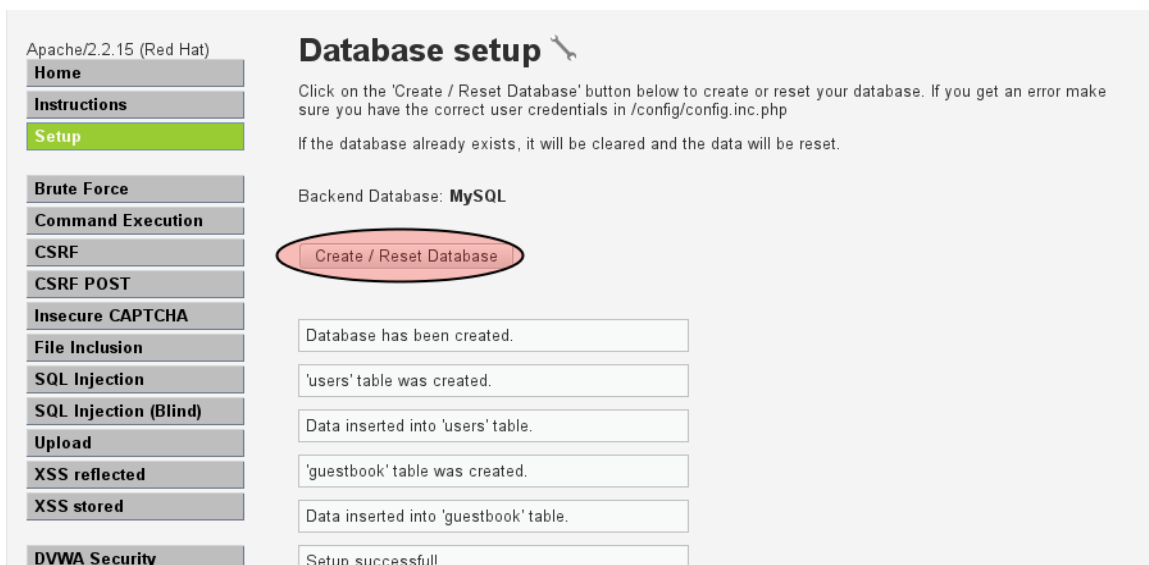 Apache/2.2.15 (Red Hat)
Home
Instructions
Setup
Brute Force
Command Execution
CSRF
CSRF POST
Insecure CAPTCHA
File Inclusion
SQL Injection
SQL Injection (Blind)
Upload
XSS reflected
XSS stored
DVWA Security
Database setup
Click on the 'Create / Reset Database' button below to create or reset your database. If you get an error make
sure you have the correct user credentials in /config/config.inc.php
If the database already exists, it will be cleared and the data will be reset.
Backend Database: MySQL
Create / Reset Database
Database has been created.
'users' table was created.
Data inserted into 'users' table.
'guestbook' table was created.
Data inserted into 'guestbook' table.
Setup successful!